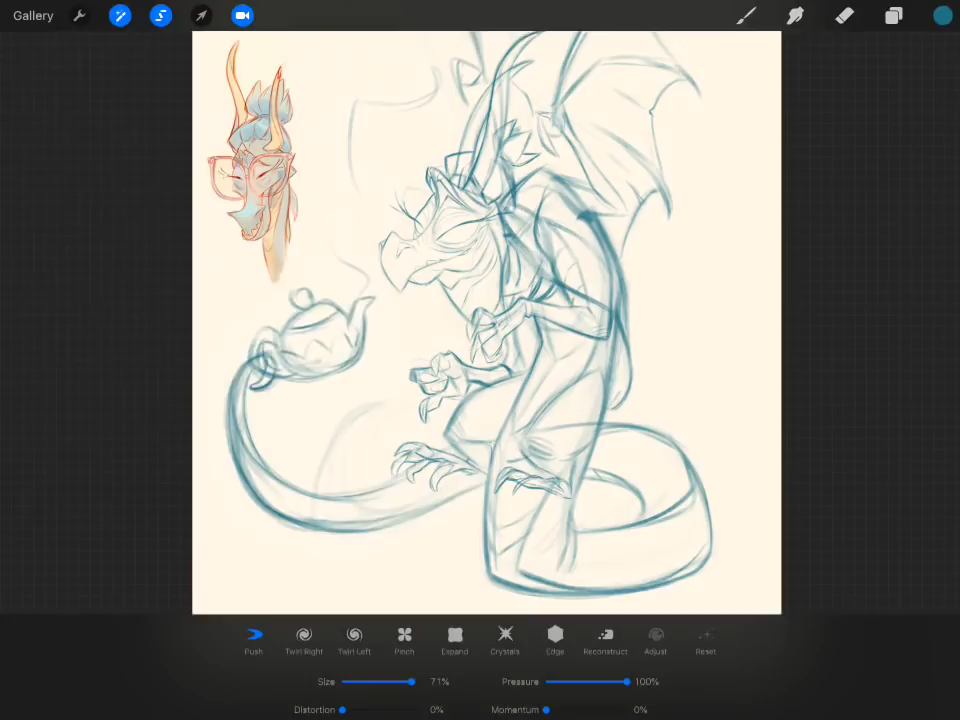 Gallery
Push Twirl Right Twirl Left Pinch Expand Crystals Edge Reconstruct Adjust Reset
Size 71% Pressure 100%
Distortion 0% Momentum 0%